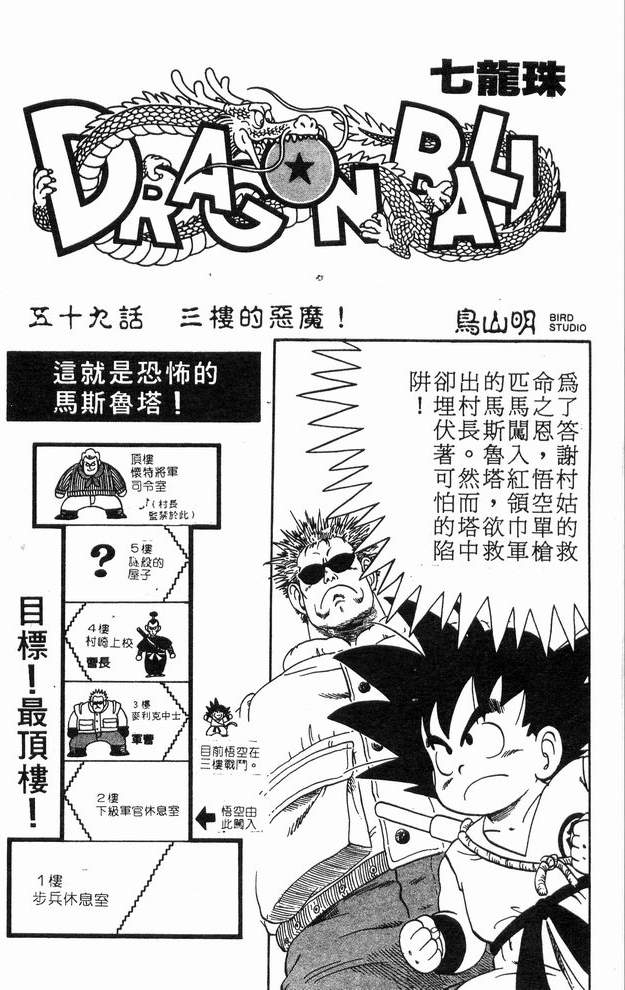 七龍珠
DRAGON BALL
五十九話　三樓的惡魔！
鳥山明
BIRD
STUDIO
為了答謝村姑的救
命之恩，悟空單槍
匹馬闖入紅領巾軍
的馬斯魯塔，欲救
出村長。然而塔中
卻埋伏著可怕的陷
阱！
這就是恐怖的
馬斯魯塔！
頂樓
懷特將軍
司令室
（村長
監禁於此）
?
5樓
的
屋子
4樓
村崎上校
營長
3樓
麥利克中士
軍曹
目前悟空在
三樓戰鬥。
2樓
下級軍官休息室
悟空由
此闖入
1樓
步兵休息室
目標！最頂樓！